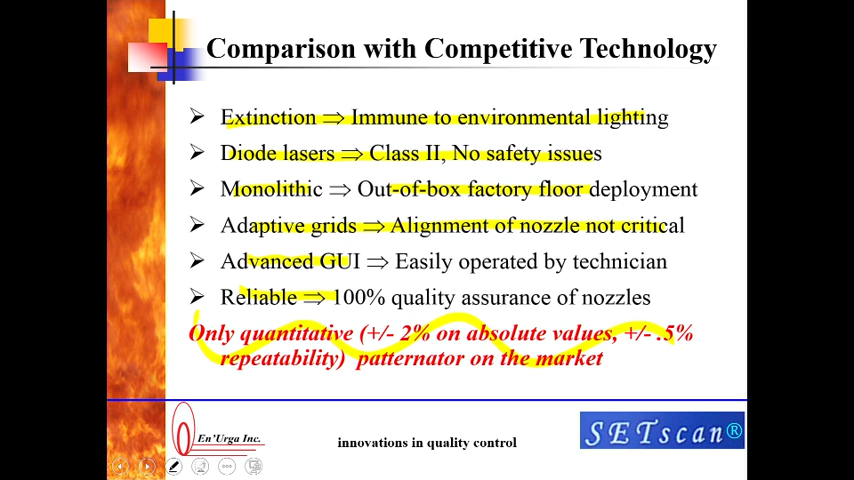 Comparison with Competitive Technology
➢ Extinction ⇒ Immune to environmental lighting
➢ Diode lasers ⇒ Class II, No safety issues
➢ Monolithic ⇒ Out-of-box factory floor deployment
➢ Adaptive grids ⇒ Alignment of nozzle not critical
➢ Advanced GUI ⇒ Easily operated by technician
➢ Reliable ⇒ 100% quality assurance of nozzles
Only quantitative (+/- 2% on absolute values, +/- .5%
repeatability) patternator on the market
En'Urga Inc.
innovations in quality control
SETscan®